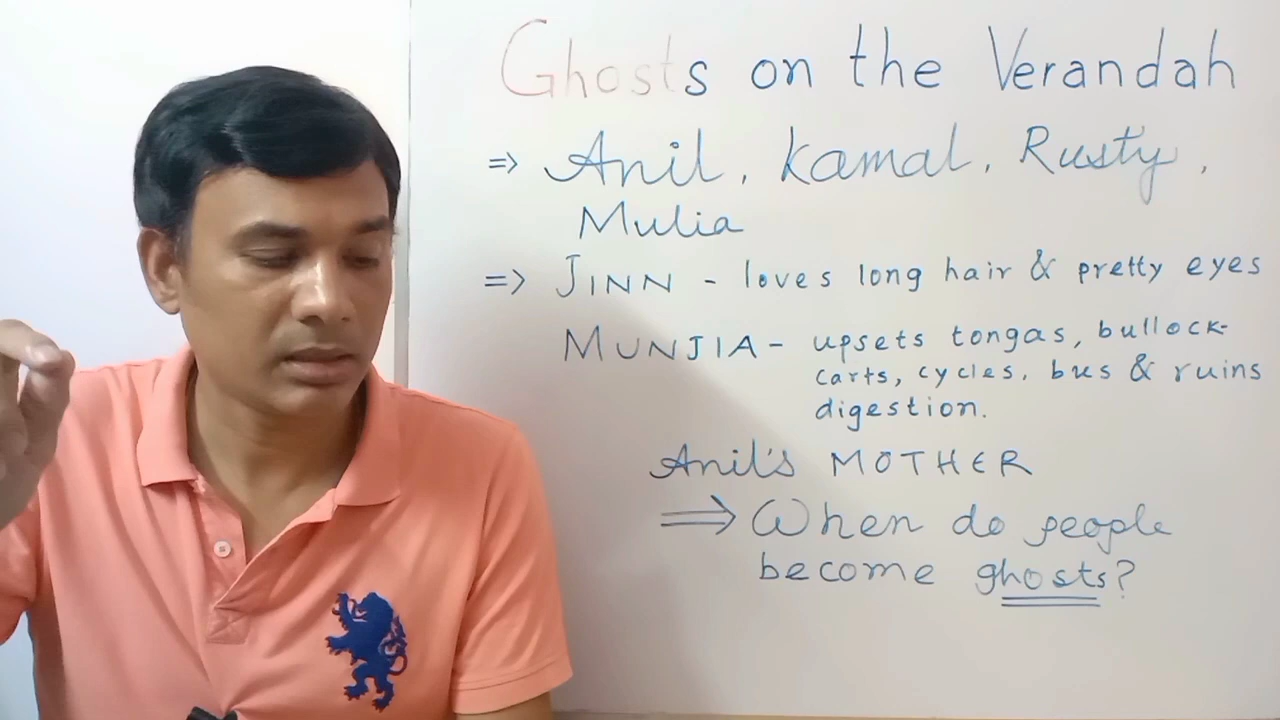 Ghosts on the Verandah
=> Anil, Kamal, Rusty,
Mulia
=> JINN - loves long hair & pretty eyes
MUNJIA - upsets tongas, bullock-
carts, cycles, bus & ruins
digestion.
Anil's MOTHER
=> When do people
become ghosts?